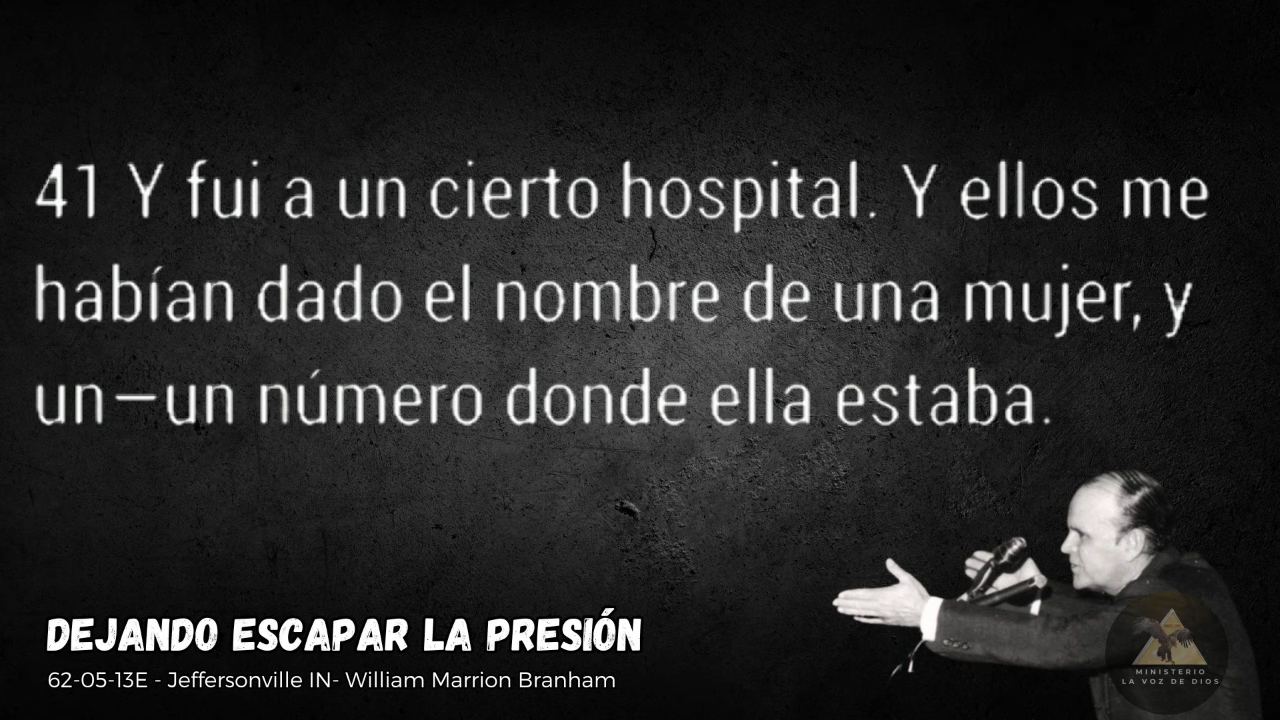 41 Y fui a un cierto hospital. Y ellos me
habían dado el nombre de una mujer, y
un—un número donde ella estaba.
DEJANDO ESCAPAR LA PRESIÓN
62-05-13E - Jeffersonville IN- William Marrion Branham
MINISTERIO
LA VOZ DE DIOS